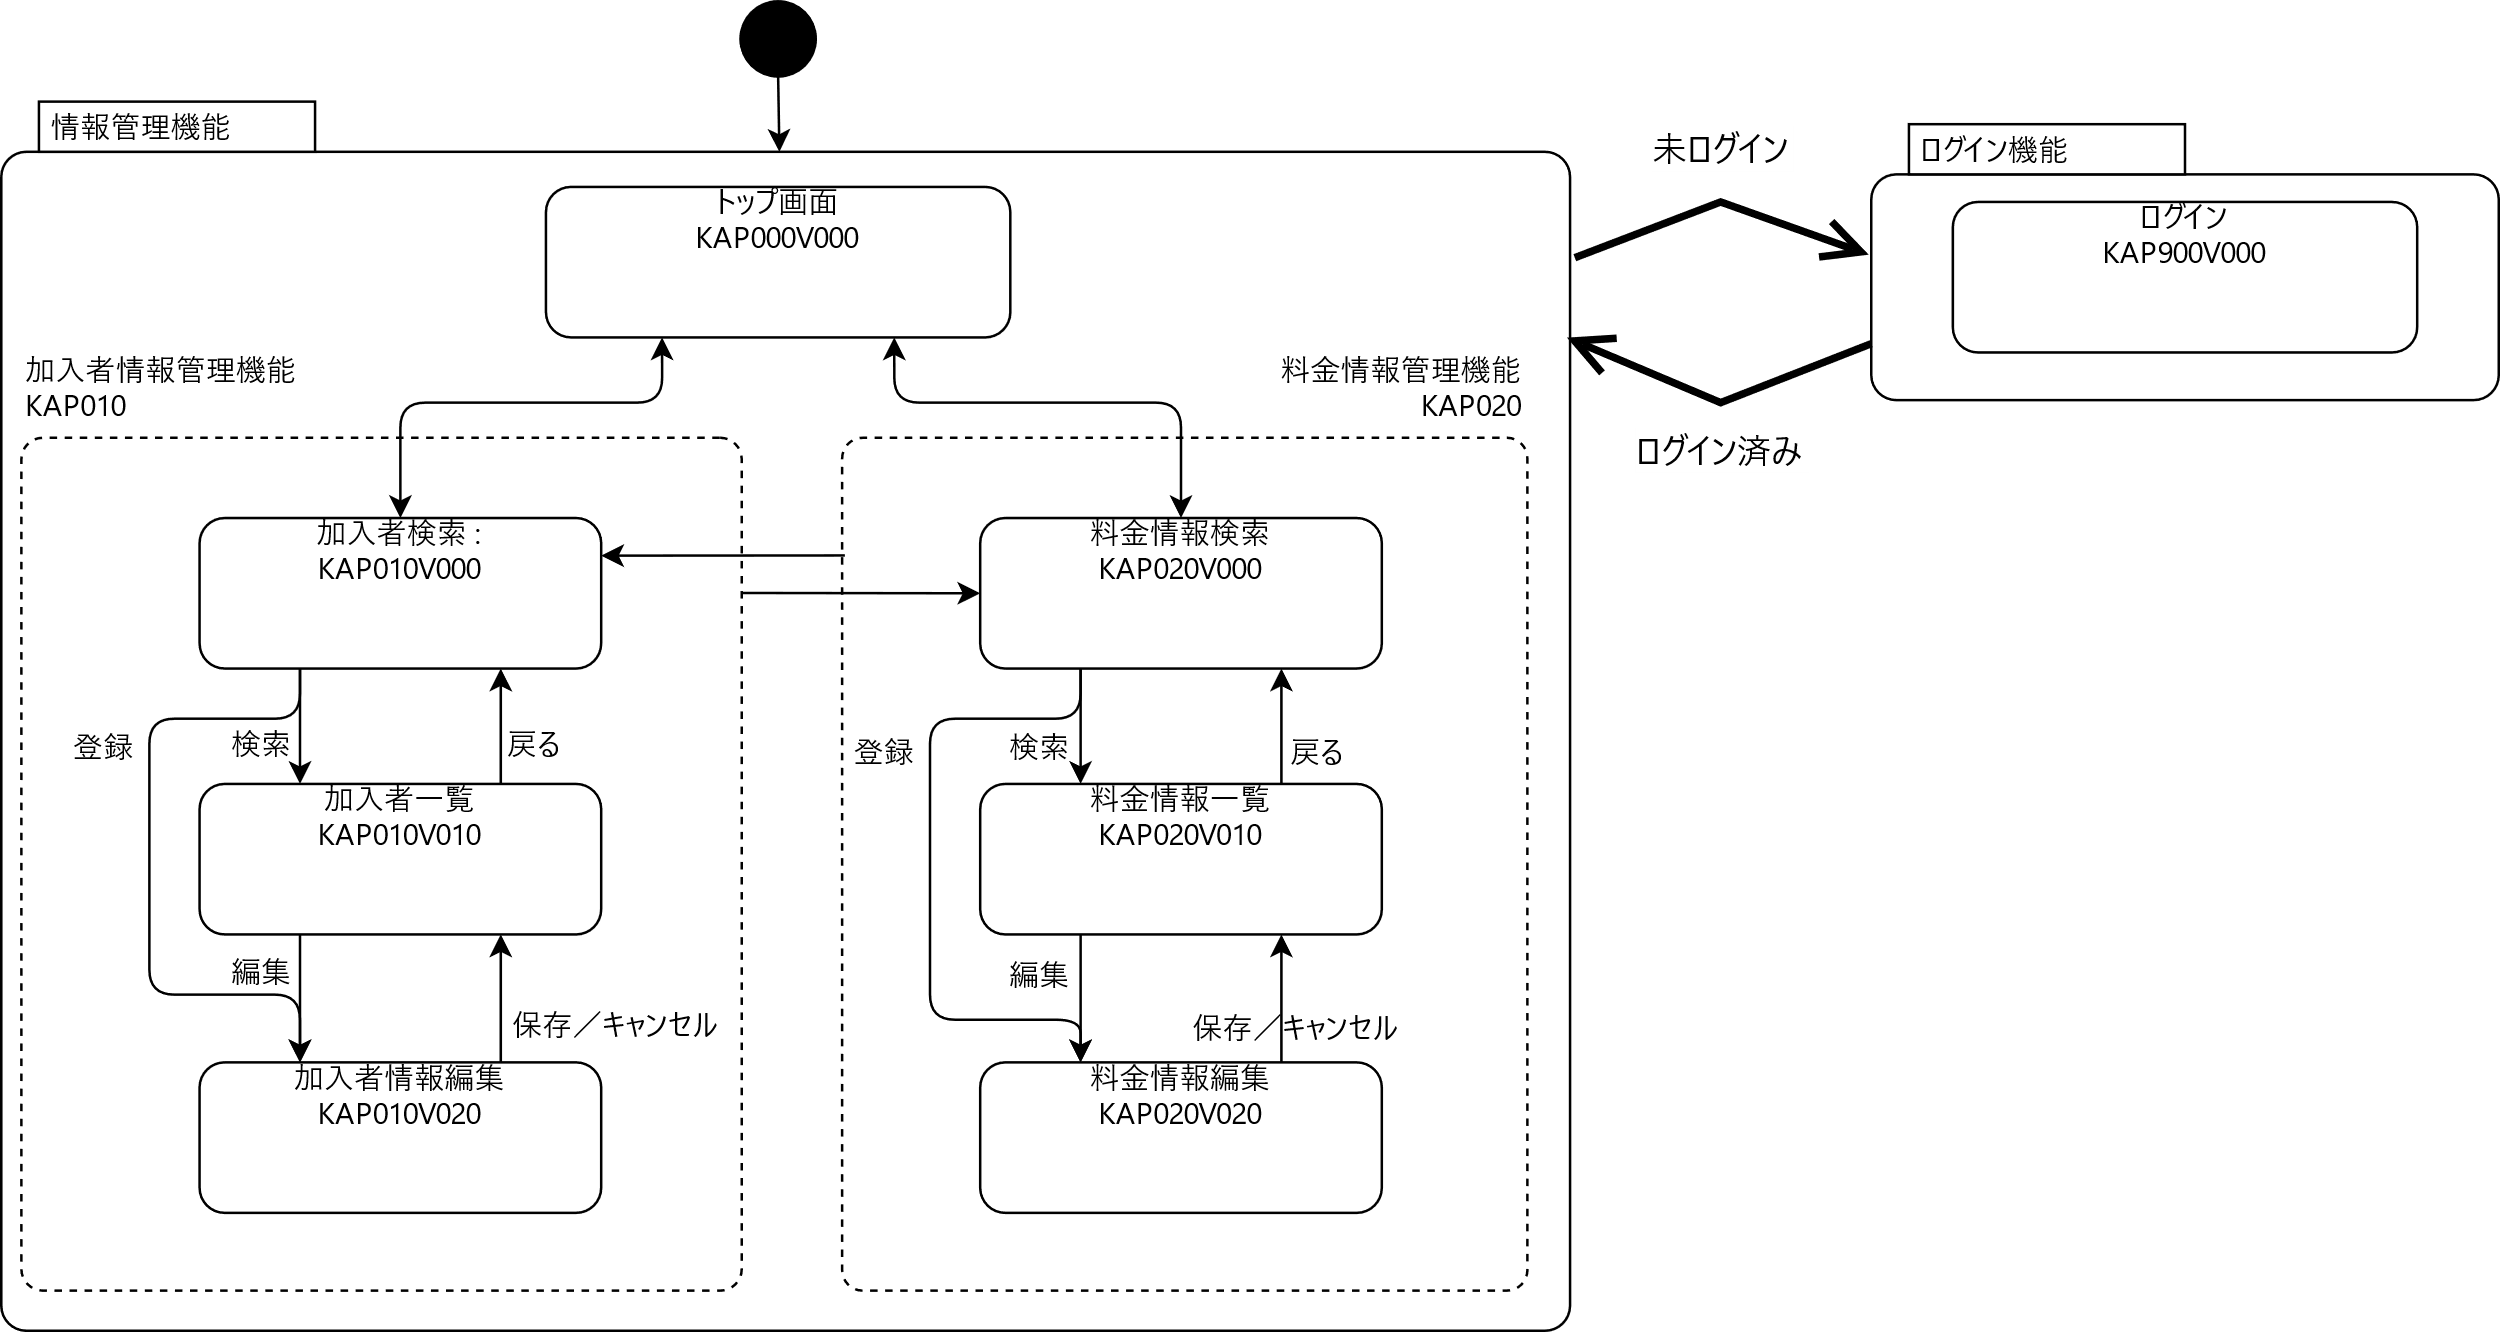 情報管理機能
未ログイン
ログイン機能
トップ画面
KAP000V000
ログイン
KAP900V000
加入者情報管理機能
KAP010
料金情報管理機能
KAP020
ログイン済み
加入者検索 :
KAP010V000
料金情報検索
KAP020V000
登録
検索
戻る
登録
検索
戻る
加入者一覧
KAP010V010
料金情報一覧
KAP020V010
編集
保存／キャンセル
編集
保存／キャンセル
加入者情報編集
KAP010V020
料金情報編集
KAP020V020